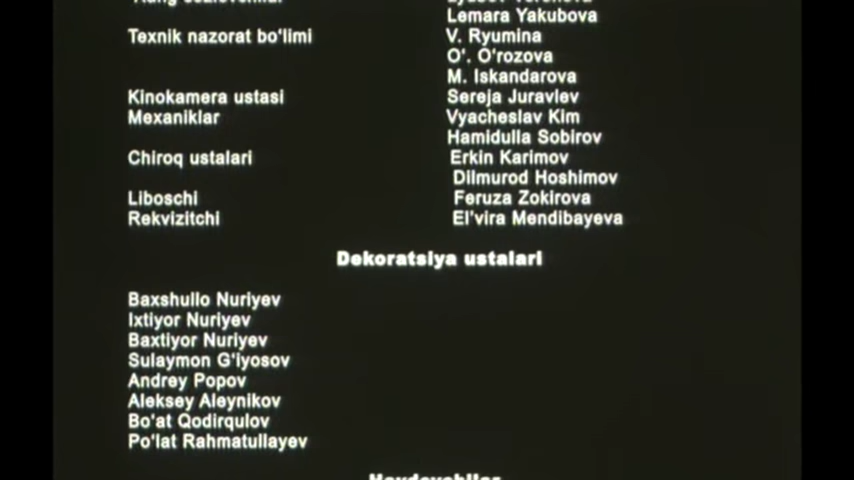 Lemara Yakubova
Texnik nazorat bo'limi V. Ryumina
O'. O'rozova
M. Iskandarova
Kinokamera ustasi Sereja Juravlev
Mexaniklar Vyacheslav Kim
Hamidulla Sobirov
Chiroq ustalari Erkin Karimov
Dilmurod Hoshimov
Liboschi Feruza Zokirova
Rekvizitchi El'vira Mendibayeva
Dekoratsiya ustalari
Baxshullo Nuriyev
Ixtiyor Nuriyev
Baxtiyor Nuriyev
Sulaymon G'iyosov
Andrey Popov
Aleksey Aleynikov
Bo'at Qodirqulov
Po'lat Rahmatullayev